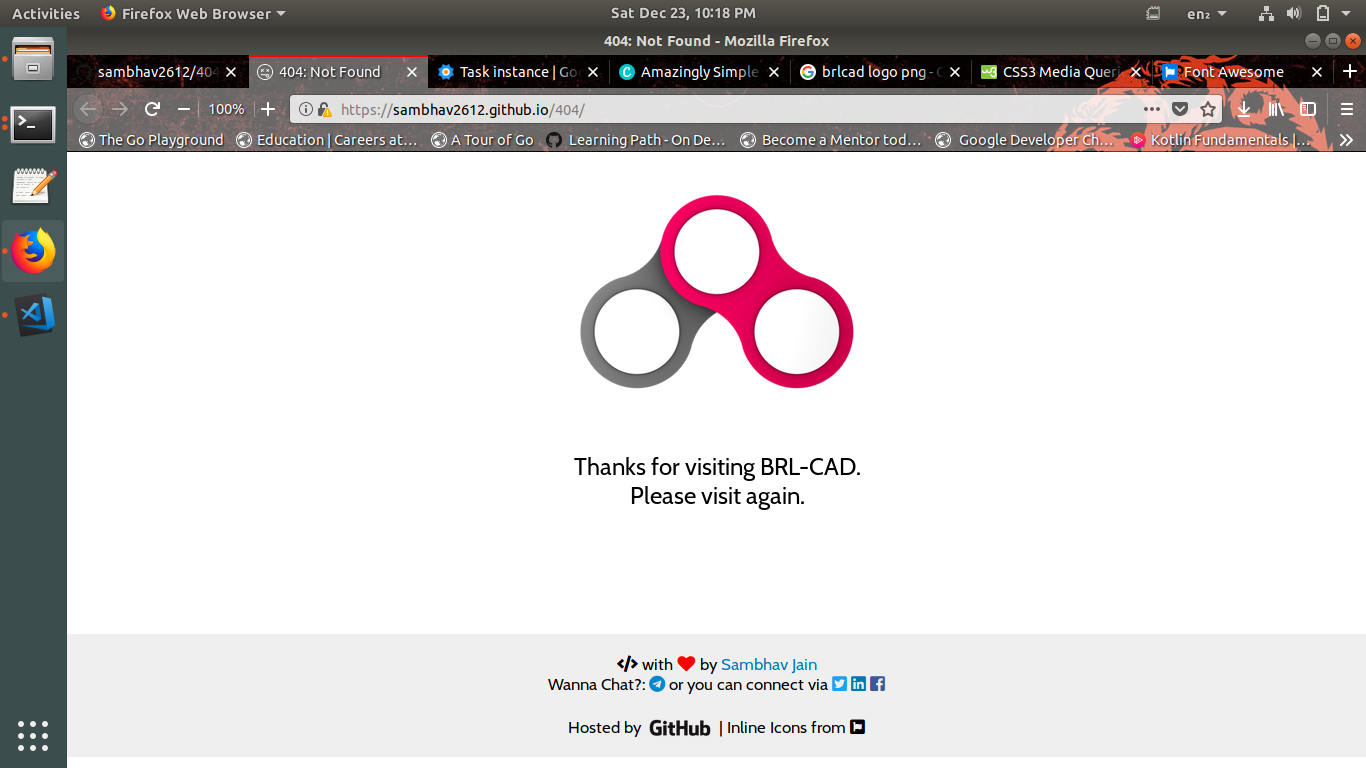 Activities
Firefox Web Browser
Sat Dec 23, 10:18 PM
en₂
404: Not Found - Mozilla Firefox
sambhav2612/404
404: Not Found
Task instance | Go
Amazingly Simple
brlcad logo png - G
CSS3 Media Queri
Font Awesome
100%
https://sambhav2612.github.io/404/
The Go Playground
Education | Careers at…
A Tour of Go
Learning Path - On De…
Become a Mentor tod…
Google Developer Ch…
Kotlin Fundamentals |…
Thanks for visiting BRL-CAD.
Please visit again.
</> with ♥ by Sambhav Jain
Wanna Chat?: or you can connect via
Hosted by GitHub | Inline Icons from